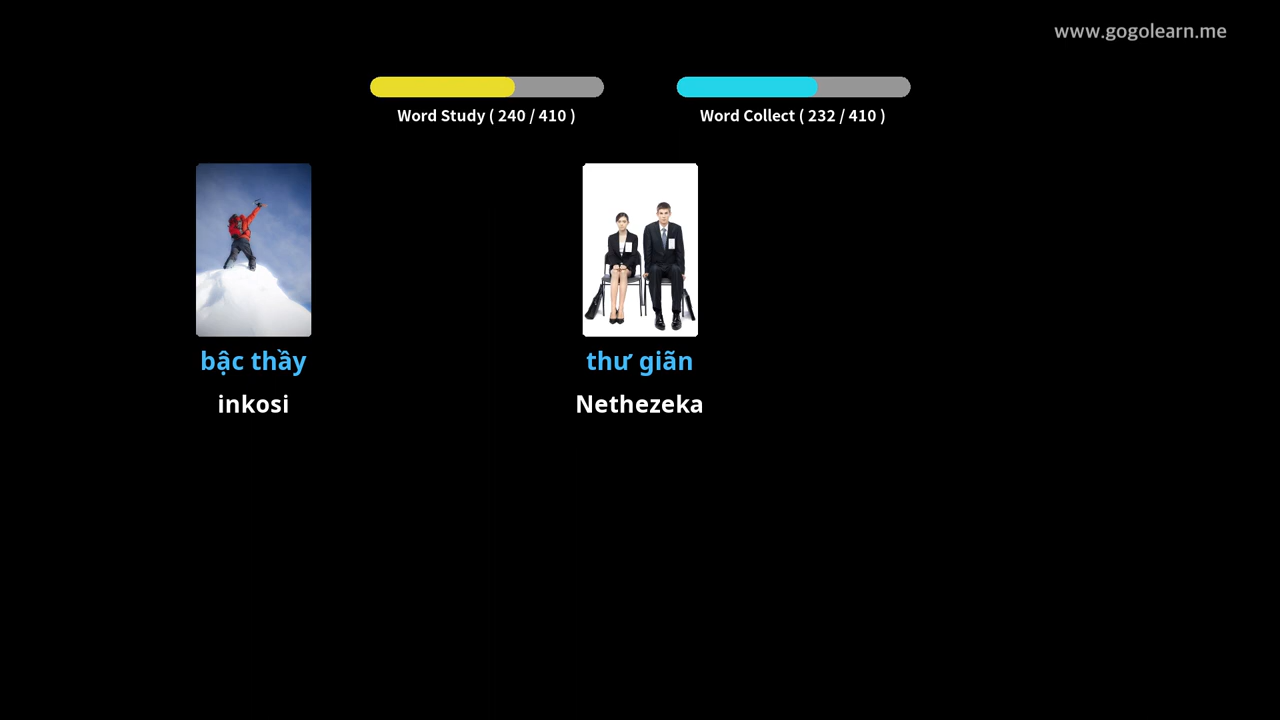 www.gogolearn.me
Word Study ( 240 / 410 )
Word Collect ( 232 / 410 )
bậc thầy
inkosi
thư giãn
Nethezeka